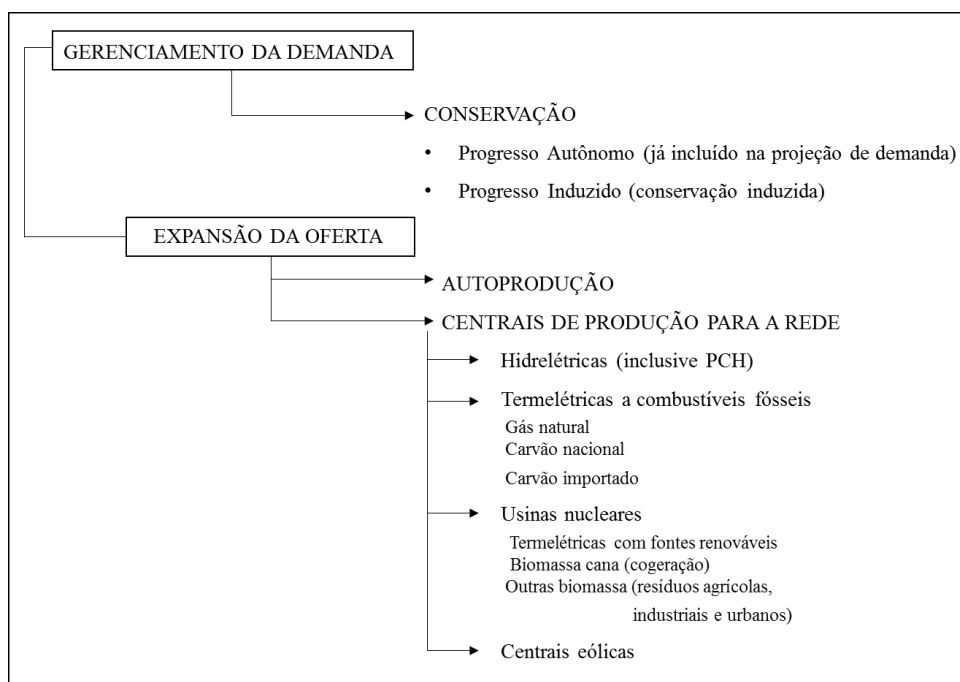 GERENCIAMENTO DA DEMANDA
CONSERVAÇÃO
• Progresso Autônomo (já incluído na projeção de demanda)
• Progresso Induzido (conservação induzida)
EXPANSÃO DA OFERTA
AUTOPRODUÇÃO
CENTRAIS DE PRODUÇÃO PARA A REDE
Hidrelétricas (inclusive PCH)
Termelétricas a combustíveis fósseis
Gás natural
Carvão nacional
Carvão importado
Usinas nucleares
Termelétricas com fontes renováveis
Biomassa cana (cogeração)
Outras biomassa (resíduos agrícolas,
industriais e urbanos)
Centrais eólicas